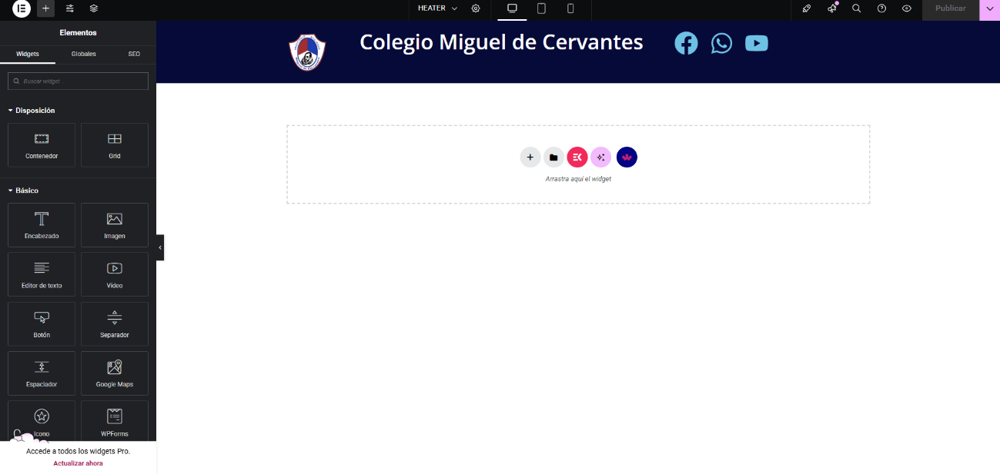 HEATER
Publicar
Elementos
Widgets
Globales
SEO
Buscar widget...
Disposición
Contenedor
Grid
Básico
Encabezado
Imagen
Editor de texto
Vídeo
Botón
Separador
Espaciador
Google Maps
Icono
WPForms
Accede a todos los widgets Pro.
Actualizar ahora
Colegio Miguel de Cervantes
Arrastra aquí el widget